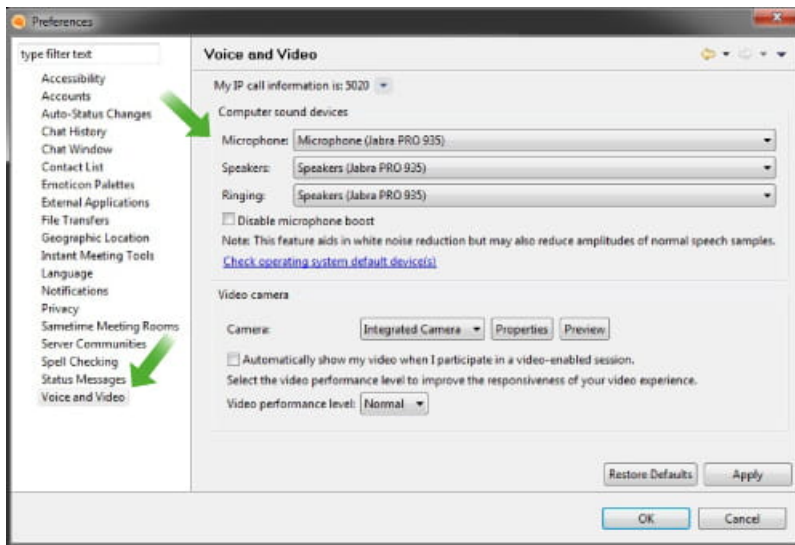 Preferences
type filter text
Accessibility
Accounts
Auto-Status Changes
Chat History
Chat Window
Contact List
Emoticon Palettes
External Applications
File Transfers
Geographic Location
Instant Meeting Tools
Language
Notifications
Privacy
Sametime Meeting Rooms
Server Communities
Spell Checking
Status Messages
Voice and Video
Voice and Video
My IP call information is: 5020
Computer sound devices
Microphone: Microphone (Jabra PRO 935)
Speakers: Speakers (Jabra PRO 935)
Ringing: Speakers (Jabra PRO 935)
Disable microphone boost
Note: This feature aids in white noise reduction but may also reduce amplitudes of normal speech samples.
Check operating system default device(s)
Video camera
Camera: Integrated Camera Properties Preview
Automatically show my video when I participate in a video-enabled session.
Select the video performance level to improve the responsiveness of your video experience.
Video performance level: Normal
Restore Defaults Apply
OK Cancel